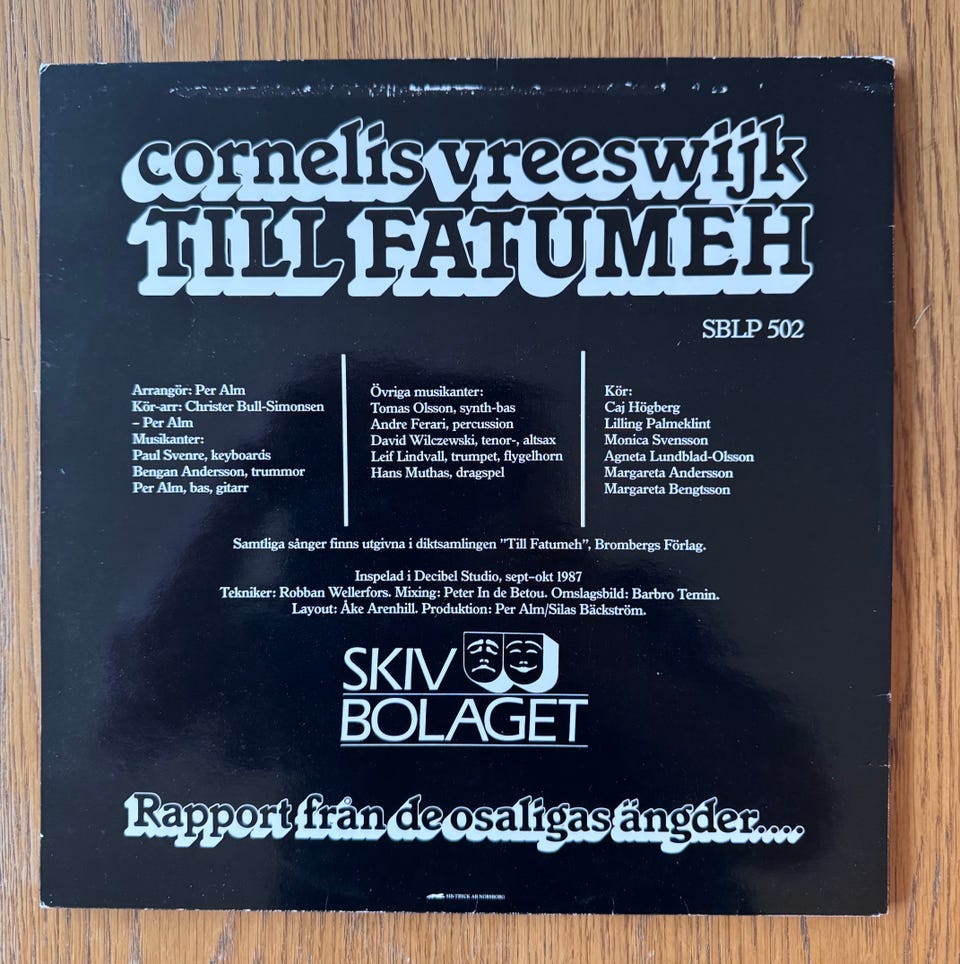 cornelis vreeswijk
TILL FATUMEH
SBLP 502
Arrangör: Per Alm
Kör-arr: Christer Bull-Simonsen
– Per Alm
Musikanter:
Paul Svenre, keyboards
Bengan Andersson, trummor
Per Alm, bas, gitarr
Övriga musikanter:
Tomas Olsson, synth-bas
Andre Ferari, percussion
David Wilczewski, tenor-, altsax
Leif Lindvall, trumpet, flygelhorn
Hans Muthas, dragspel
Kör:
Caj Högberg
Lilling Palmeklint
Monica Svensson
Agneta Lundblad-Olsson
Margareta Andersson
Margareta Bengtsson
Samtliga sånger finns utgivna i diktsamlingen ”Till Fatumeh”, Brombergs Förlag.
Inspelad i Decibel Studio, sept–okt 1987
Tekniker: Robban Wellerfors. Mixing: Peter In de Betou. Omslagsbild: Barbro Temin.
Layout: Åke Arenhill. Produktion: Per Alm/Silas Bäckström.
SKIV
BOLAGET
Rapport från de osaligas ängder....